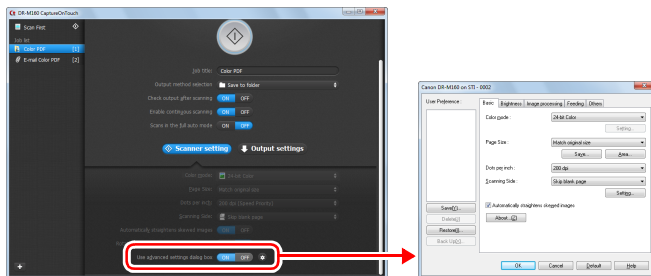 DR-M160 CaptureOnTouch
Scan First
Job list
Color PDF [1]
E-mail Color PDF [2]
Job title: Color PDF
Output method selection: Save to folder
Check output after scanning ON OFF
Enable continuous scanning ON OFF
Scans in the full auto mode ON OFF
Scanner setting
Output settings
Color mode: 24-bit Color
Page Size: Match original size
Dots per inch: 200 dpi (Speed Priority)
Scanning Side: Skip blank page
Automatically straightens skewed images ON OFF
Use advanced settings dialog box ON OFF
Canon DR-M160 on STI - 0002
User Preference:
Basic Brightness Image processing Feeding Others
Color mode: 24-bit Color
Setting...
Page Size: Match original size
Save... Area...
Dots per inch: 200 dpi
Scanning Side: Skip blank page
Setting...
Automatically straightens skewed images
About...
Save(Y)...
Delete(J)
Restore(I)...
Back Up(X)...
OK Cancel Default Help